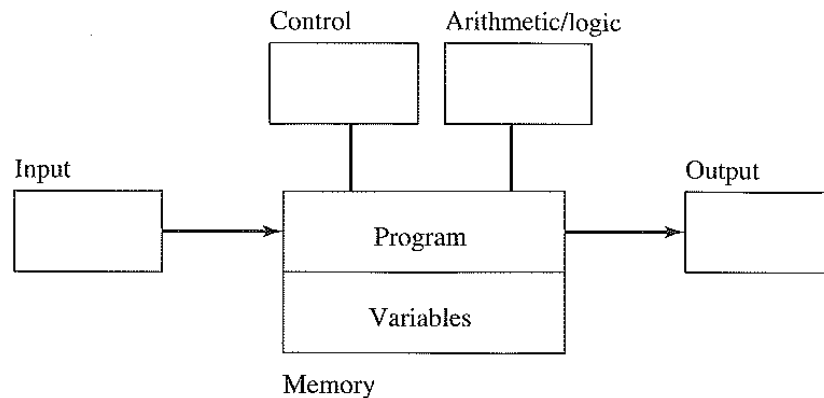 Control
Arithmetic/logic
Input
Output
Program
Variables
Memory